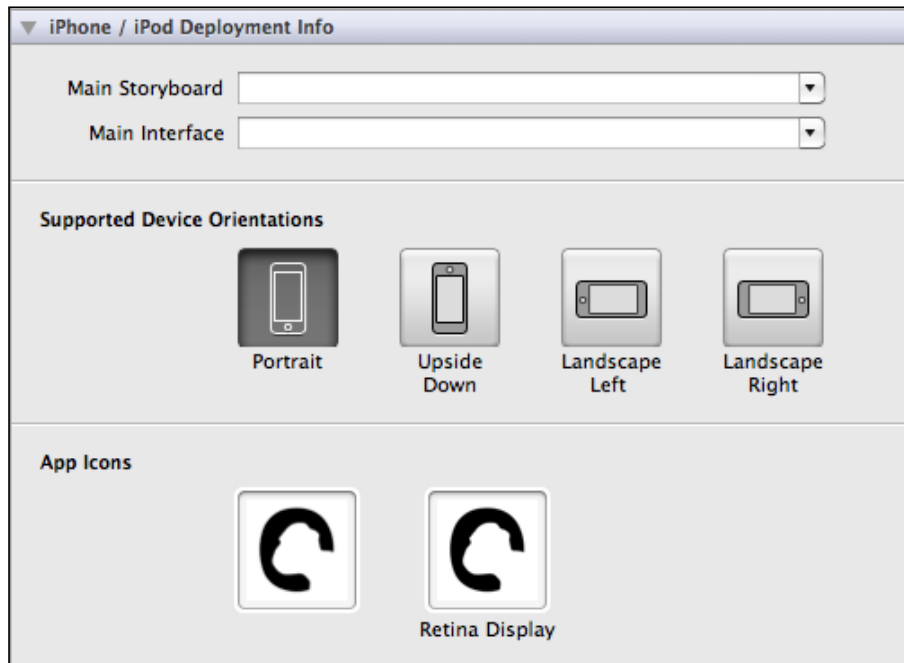 iPhone / iPod Deployment Info
Main Storyboard
Main Interface
Supported Device Orientations
Portrait
Upside
Down
Landscape
Left
Landscape
Right
App Icons
Retina Display